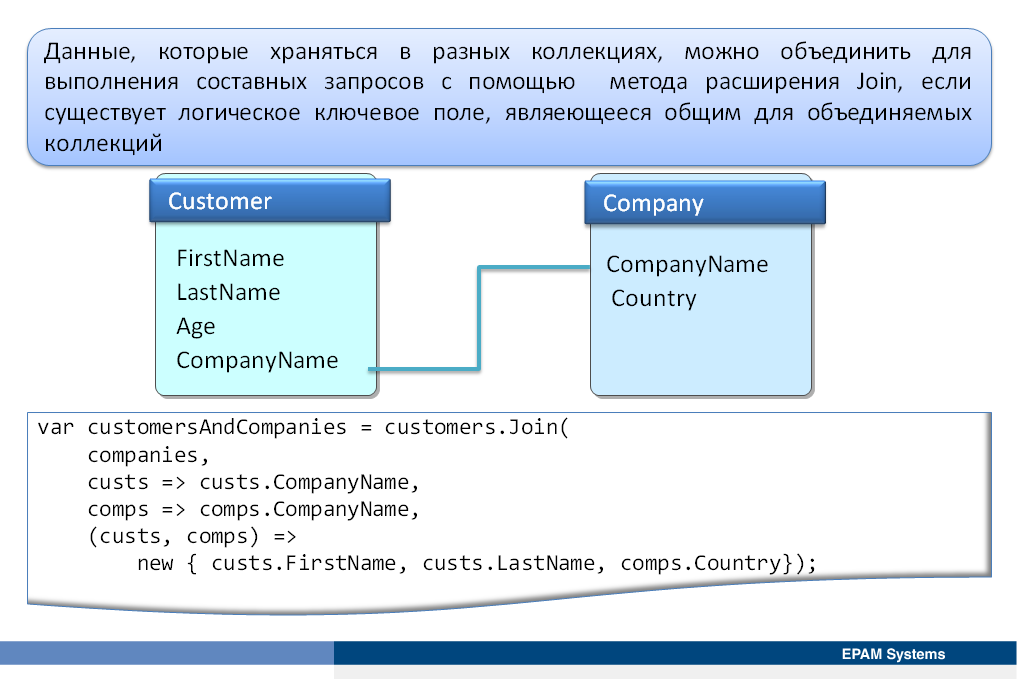 Данные, которые храняться в разных коллекциях, можно объединить для
выполнения составных запросов с помощью метода расширения Join, если
существует логическое ключевое поле, являеющееся общим для объединяемых
коллекций
Customer
FirstName
LastName
Age
CompanyName
Company
CompanyName
Country
var customersAndCompanies = customers.Join(
    companies,
    custs => custs.CompanyName,
    comps => comps.CompanyName,
    (custs, comps) =>
        new { custs.FirstName, custs.LastName, comps.Country});
EPAM Systems